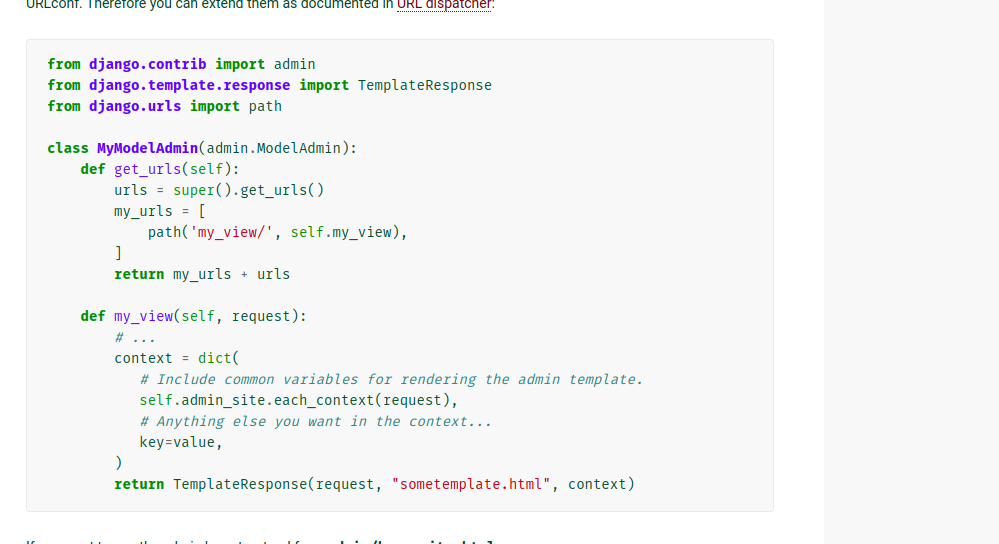 URLconf. Therefore you can extend them as documented in URL dispatcher:
from django.contrib import admin
from django.template.response import TemplateResponse
from django.urls import path
class MyModelAdmin(admin.ModelAdmin):
    def get_urls(self):
        urls = super().get_urls()
        my_urls = [
            path('my_view/', self.my_view),
        ]
        return my_urls + urls
    def my_view(self, request):
        # ...
        context = dict(
           # Include common variables for rendering the admin template.
           self.admin_site.each_context(request),
           # Anything else you want in the context...
           key=value,
        )
        return TemplateResponse(request, "sometemplate.html", context)